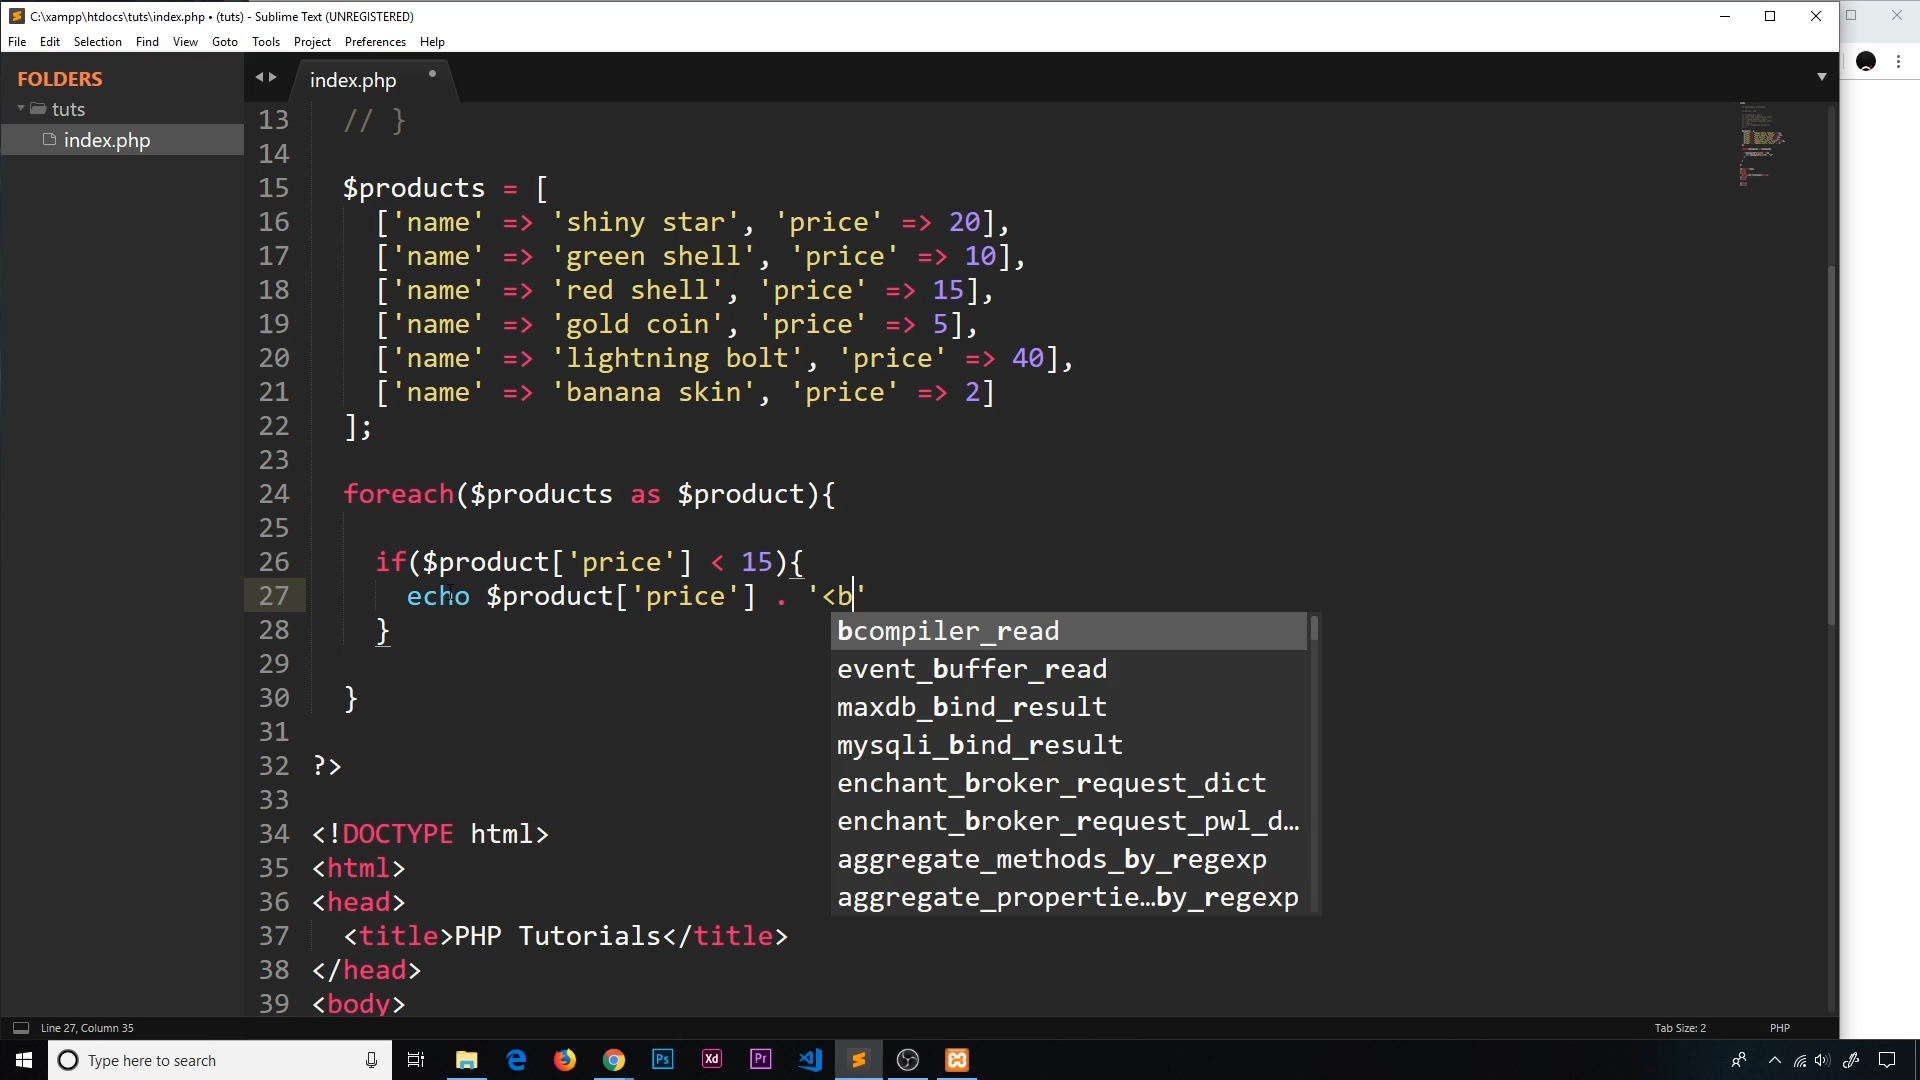 C:\xampp\htdocs\tuts\index.php • (tuts) - Sublime Text (UNREGISTERED)
File Edit Selection Find View Goto Tools Project Preferences Help
FOLDERS
tuts
index.php
index.php
13 // }
14
15 $products = [
16 ['name' => 'shiny star', 'price' => 20],
17 ['name' => 'green shell', 'price' => 10],
18 ['name' => 'red shell', 'price' => 15],
19 ['name' => 'gold coin', 'price' => 5],
20 ['name' => 'lightning bolt', 'price' => 40],
21 ['name' => 'banana skin', 'price' => 2]
22 ];
23
24 foreach($products as $product){
25
26 if($product['price'] < 15){
27 echo $product['price'] . '<b'
28 }
29
30 }
31
32 ?>
33
34 <!DOCTYPE html>
35 <html>
36 <head>
37 <title>PHP Tutorials</title>
38 </head>
39 <body>
bcompiler_read
event_buffer_read
maxdb_bind_result
mysqli_bind_result
enchant_broker_request_dict
enchant_broker_request_pwl_d…
aggregate_methods_by_regexp
aggregate_propertie…by_regexp
Line 27, Column 35
Tab Size: 2
PHP
Type here to search
Ps
Xd
Pr